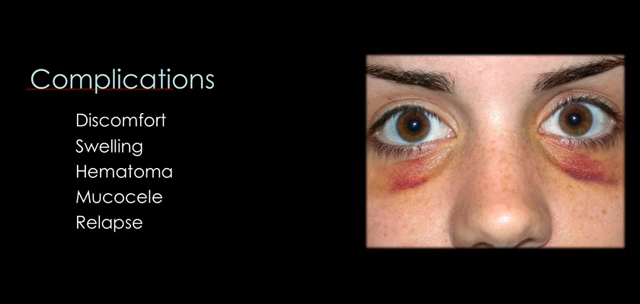 Complications
Discomfort
Swelling
Hematoma
Mucocele
Relapse